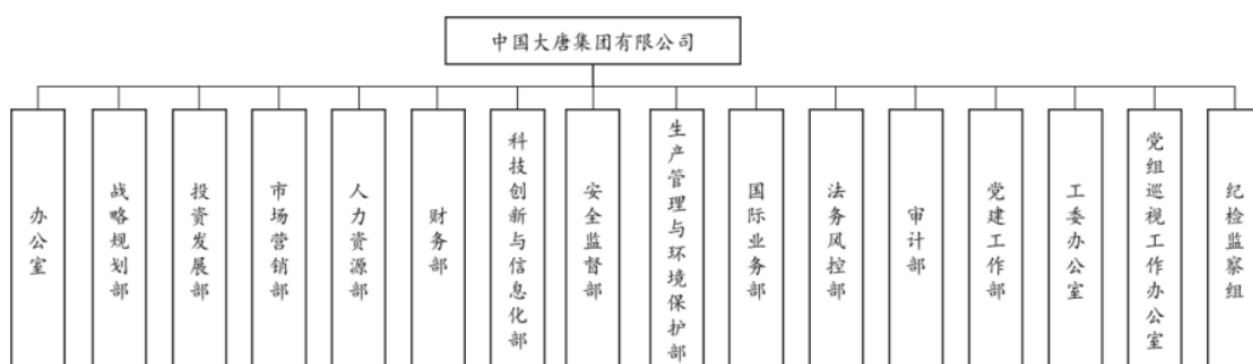 中国大唐集团有限公司
办公室
战略规划部
投资发展部
市场营销部
人力资源部
财务部
科技创新与信息化部
安全监督部
生产管理与环境保护部
国际业务部
法务风控部
审计部
党建工作部
工委办公室
党组巡视工作办公室
纪检监察组